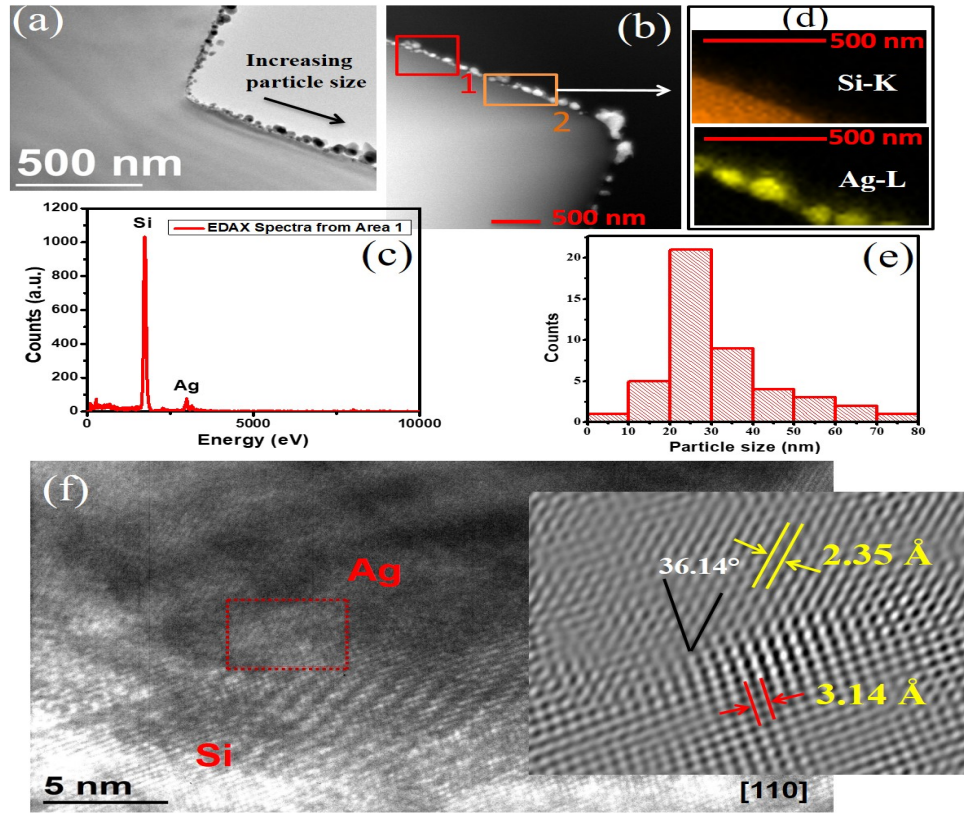 (a)
Increasing
particle size
500 nm
(b)
1
2
500 nm
(d)
500 nm
Si-K
500 nm
Ag-L
1200
1000
800
600
400
200
0
Counts (a.u.)
Si
EDAX Spectra from Area 1
(c)
Ag
0
5000
10000
Energy (eV)
(e)
20
15
10
5
0
Counts
0
10
20
30
40
50
60
70
80
Particle size (nm)
(f)
Ag
Si
5 nm
36.14°
2.35 Å
3.14 Å
[110]